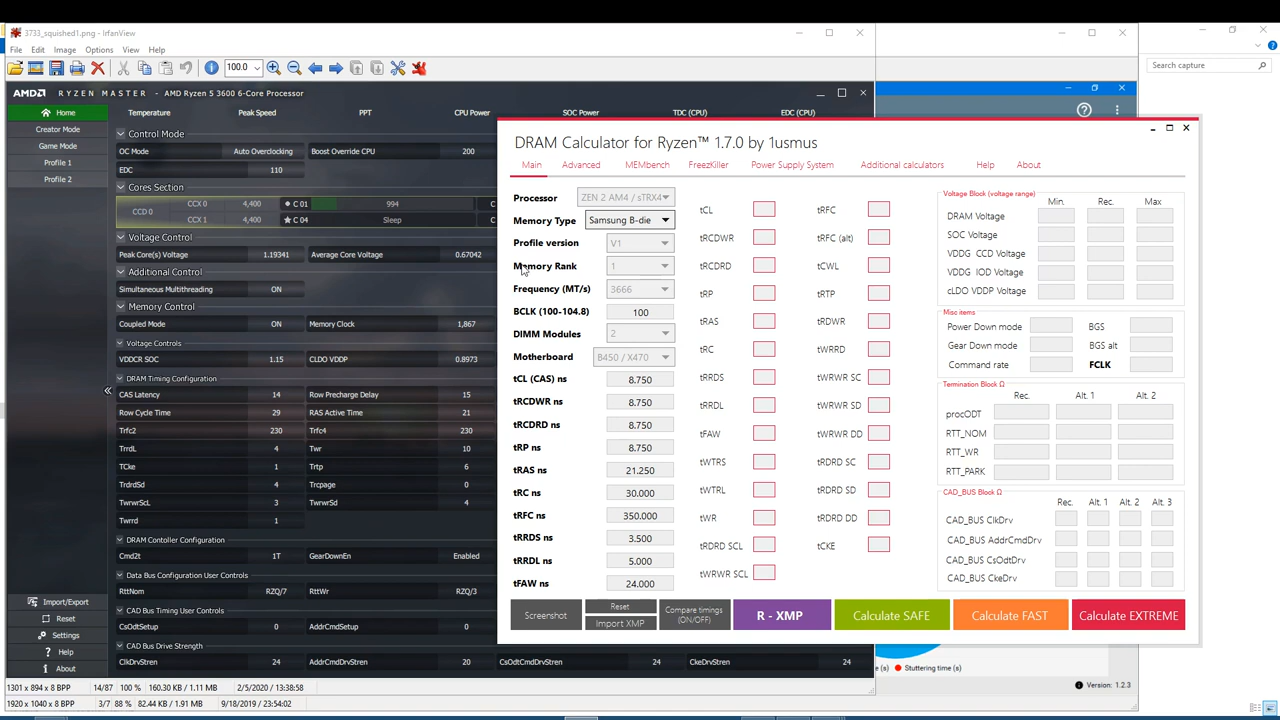 3733_squished1.png - IrfanView
File Edit Image Options View Help
100.0
Search capture
AMD RYZEN MASTER - AMD Ryzen 5 3600 6-Core Processor
Home
Creator Mode
Game Mode
Profile 1
Profile 2
Import/Export
Reset
Settings
Help
About
Temperature Peak Speed PPT CPU Power SOC Power TDC (CPU) EDC (CPU)
Control Mode
OC Mode Auto Overclocking Boost Override CPU 200
EDC 110
Cores Section
CCD 0 CCX 0 4,400 C 01 994
CCX 1 4,400 C 04 Sleep
Voltage Control
Peak Core(s) Voltage 1.19341 Average Core Voltage 0.67042
Additional Control
Simultaneous Multithreading ON
Memory Control
Coupled Mode ON Memory Clock 1,867
Voltage Controls
VDDCR SOC 1.15 CLDO VDDP 0.8973
DRAM Timing Configuration
CAS Latency 14 Row Precharge Delay 15
Row Cycle Time 29 RAS Active Time 21
Trfc2 230 Trfc4 230
TrrdL 4 Twr 10
TCke 1 Trtp 6
TrdrdSd 4 Trcpage 0
TwrwrScL 3 TwrwrSd 4
Twrrd 1
DRAM Contoller Configuration
Cmd2t 1T GearDownEn Enabled
Data Bus Configuration User Controls
RttNom RZQ/7 RttWr RZQ/3
CAD Bus Timing User Controls
CsOdtSetup 0 AddrCmdSetup 0
CAD Bus Drive Strength
ClkDrvStren 24 AddrCmdDrvStren 20 CsOdtCmdDrvStren 24 CkeDrvStren 24
1301 x 894 x 8 BPP 14/87 100 % 160.30 KB / 1.11 MB 2/5/2020 / 13:38:58
1920 x 1040 x 8 BPP 3/7 88 % 82.44 KB / 1.91 MB 9/18/2019 / 23:54:02
DRAM Calculator for Ryzen™ 1.7.0 by 1usmus
Main Advanced MEMbench FreezKiller Power Supply System Additional calculators Help About
Processor ZEN 2 AM4 / sTRX4
Memory Type Samsung B-die
Profile version V1
Memory Rank 1
Frequency (MT/s) 3666
BCLK (100-104.8) 100
DIMM Modules 2
Motherboard B450 / X470
tCL (CAS) ns 8.750
tRCDWR ns 8.750
tRCDRD ns 8.750
tRP ns 8.750
tRAS ns 21.250
tRC ns 30.000
tRFC ns 350.000
tRRDS ns 3.500
tRRDL ns 5.000
tFAW ns 24.000
tCL
tRCDWR
tRCDRD
tRP
tRAS
tRC
tRRDS
tRRDL
tFAW
tWTRS
tWTRL
tWR
tRDRD SCL
tWRWR SCL
tRFC
tRFC (alt)
tCWL
tRTP
tRDWR
tWRRD
tWRWR SC
tWRWR SD
tWRWR DD
tRDRD SC
tRDRD SD
tRDRD DD
tCKE
Voltage Block (voltage range)
Min. Rec. Max
DRAM Voltage
SOC Voltage
VDDG CCD Voltage
VDDG IOD Voltage
cLDO VDDP Voltage
Misc items
Power Down mode BGS
Gear Down mode BGS alt
Command rate FCLK
Termination Block Ω
Rec. Alt. 1 Alt. 2
procODT
RTT_NOM
RTT_WR
RTT_PARK
CAD_BUS Block Ω
Rec. Alt. 1 Alt. 2 Alt. 3
CAD_BUS ClkDrv
CAD_BUS AddrCmdDrv
CAD_BUS CsOdtDrv
CAD_BUS CkeDrv
Screenshot
Reset
Import XMP
Compare timings (ON/OFF)
R - XMP
Calculate SAFE
Calculate FAST
Calculate EXTREME
e (s) Stuttering time (s)
Version: 1.2.3